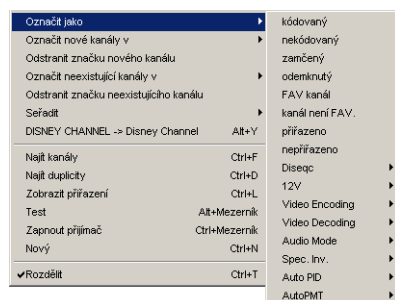 Označit jako
Označit nové kanály v
Odstranit značku nového kanálu
Označit neexistující kanály v
Odstranit značku neexistujícího kanálu
Seřadit
DISNEY CHANNEL -> Disney Channel Alt+Y
Najít kanály Ctrl+F
Najít duplicity Ctrl+D
Zobrazit přiřazení Ctrl+L
Test Alt+Mezerník
Zapnout přijímač Ctrl+Mezerník
Nový Ctrl+N
Rozdělit Ctrl+T
kódovaný
nekódovaný
zamčený
odemknutý
FAV kanál
kanál není FAV.
přiřazeno
nepřiřazeno
Diseqc
12V
Video Encoding
Video Decoding
Audio Mode
Spec. Inv.
Auto PID
AutoPMT